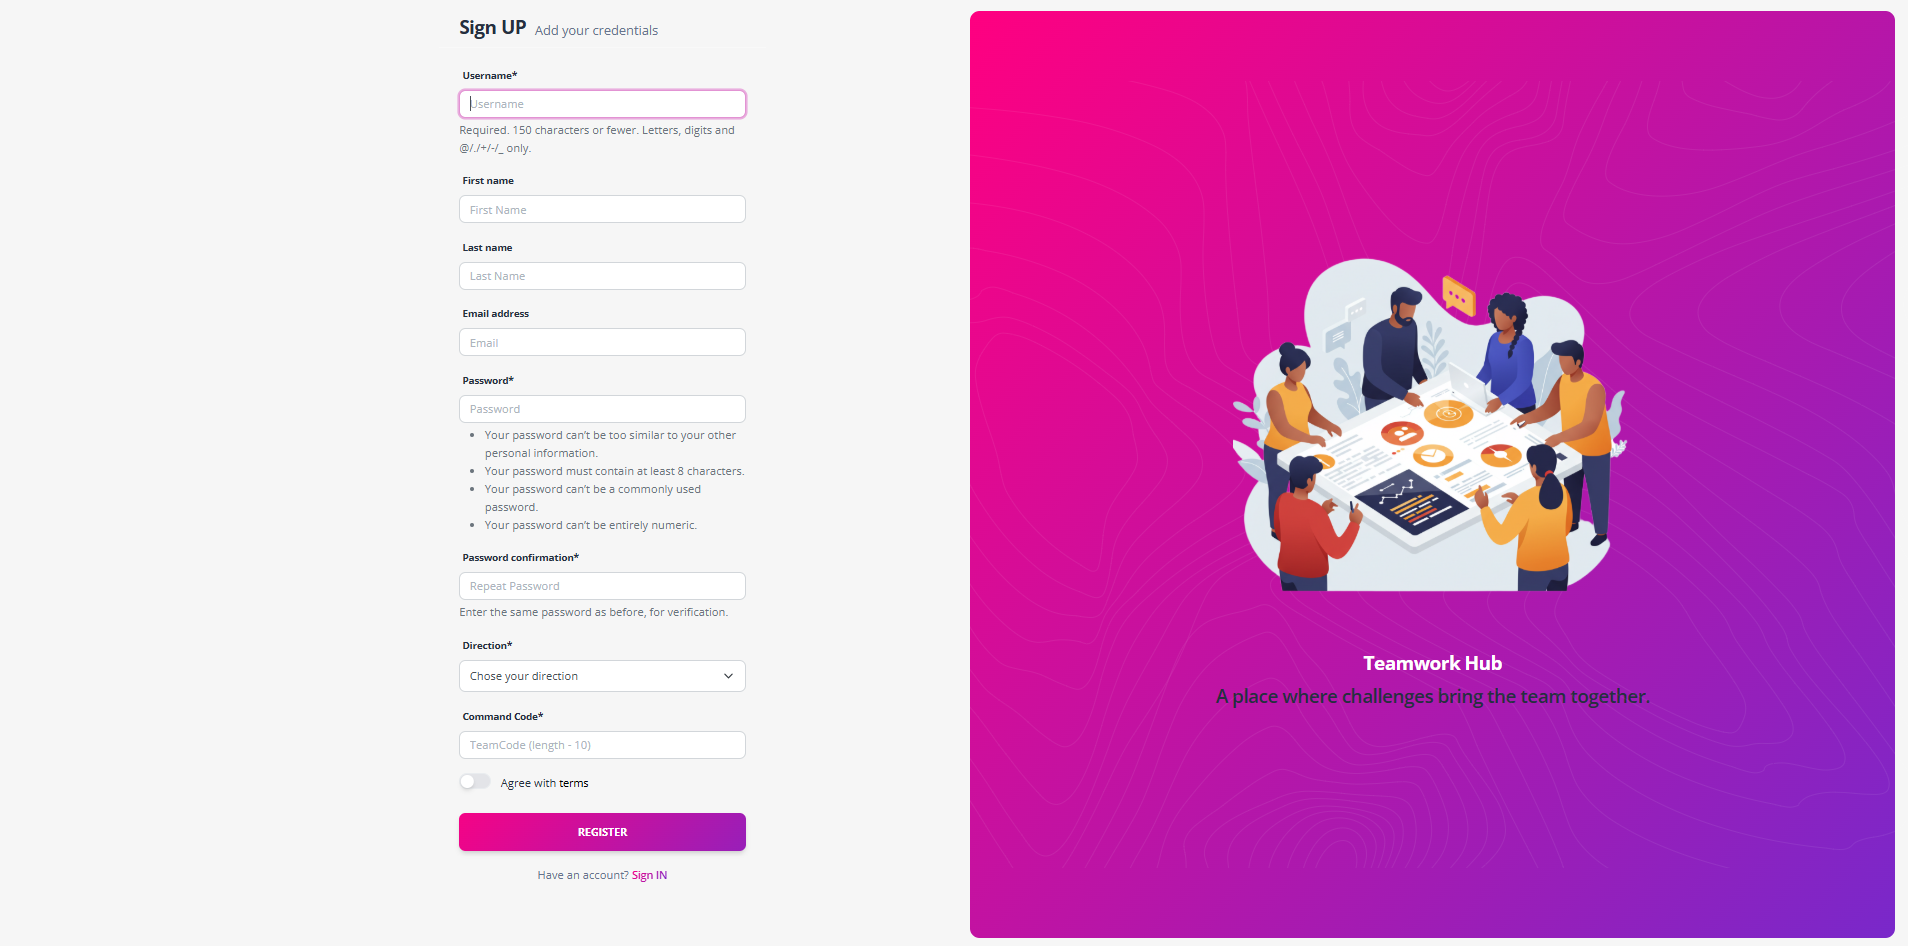 Sign UP Add your credentials
Username*
Username
Required. 150 characters or fewer. Letters, digits and
@/./+/-/_ only.
First name
First Name
Last name
Last Name
Email address
Email
Password*
Password
Your password can’t be too similar to your other
personal information.
Your password must contain at least 8 characters.
Your password can’t be a commonly used
password.
Your password can’t be entirely numeric.
Password confirmation*
Repeat Password
Enter the same password as before, for verification.
Direction*
Chose your direction
Command Code*
TeamCode (length - 10)
Agree with terms
REGISTER
Have an account? Sign IN
Teamwork Hub
A place where challenges bring the team together.